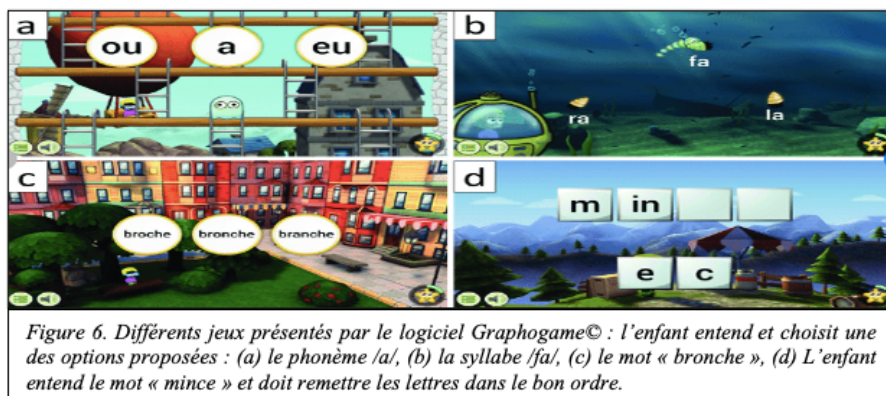 a
ou a eu
b
fa
ra
la
c
broche bronche branche
d
m in
e c
Figure 6. Différents jeux présentés par le logiciel Graphogame© : l'enfant entend et choisit une
des options proposées : (a) le phonème /a/, (b) la syllabe /fa/, (c) le mot « bronche », (d) L'enfant
entend le mot « mince » et doit remettre les lettres dans le bon ordre.